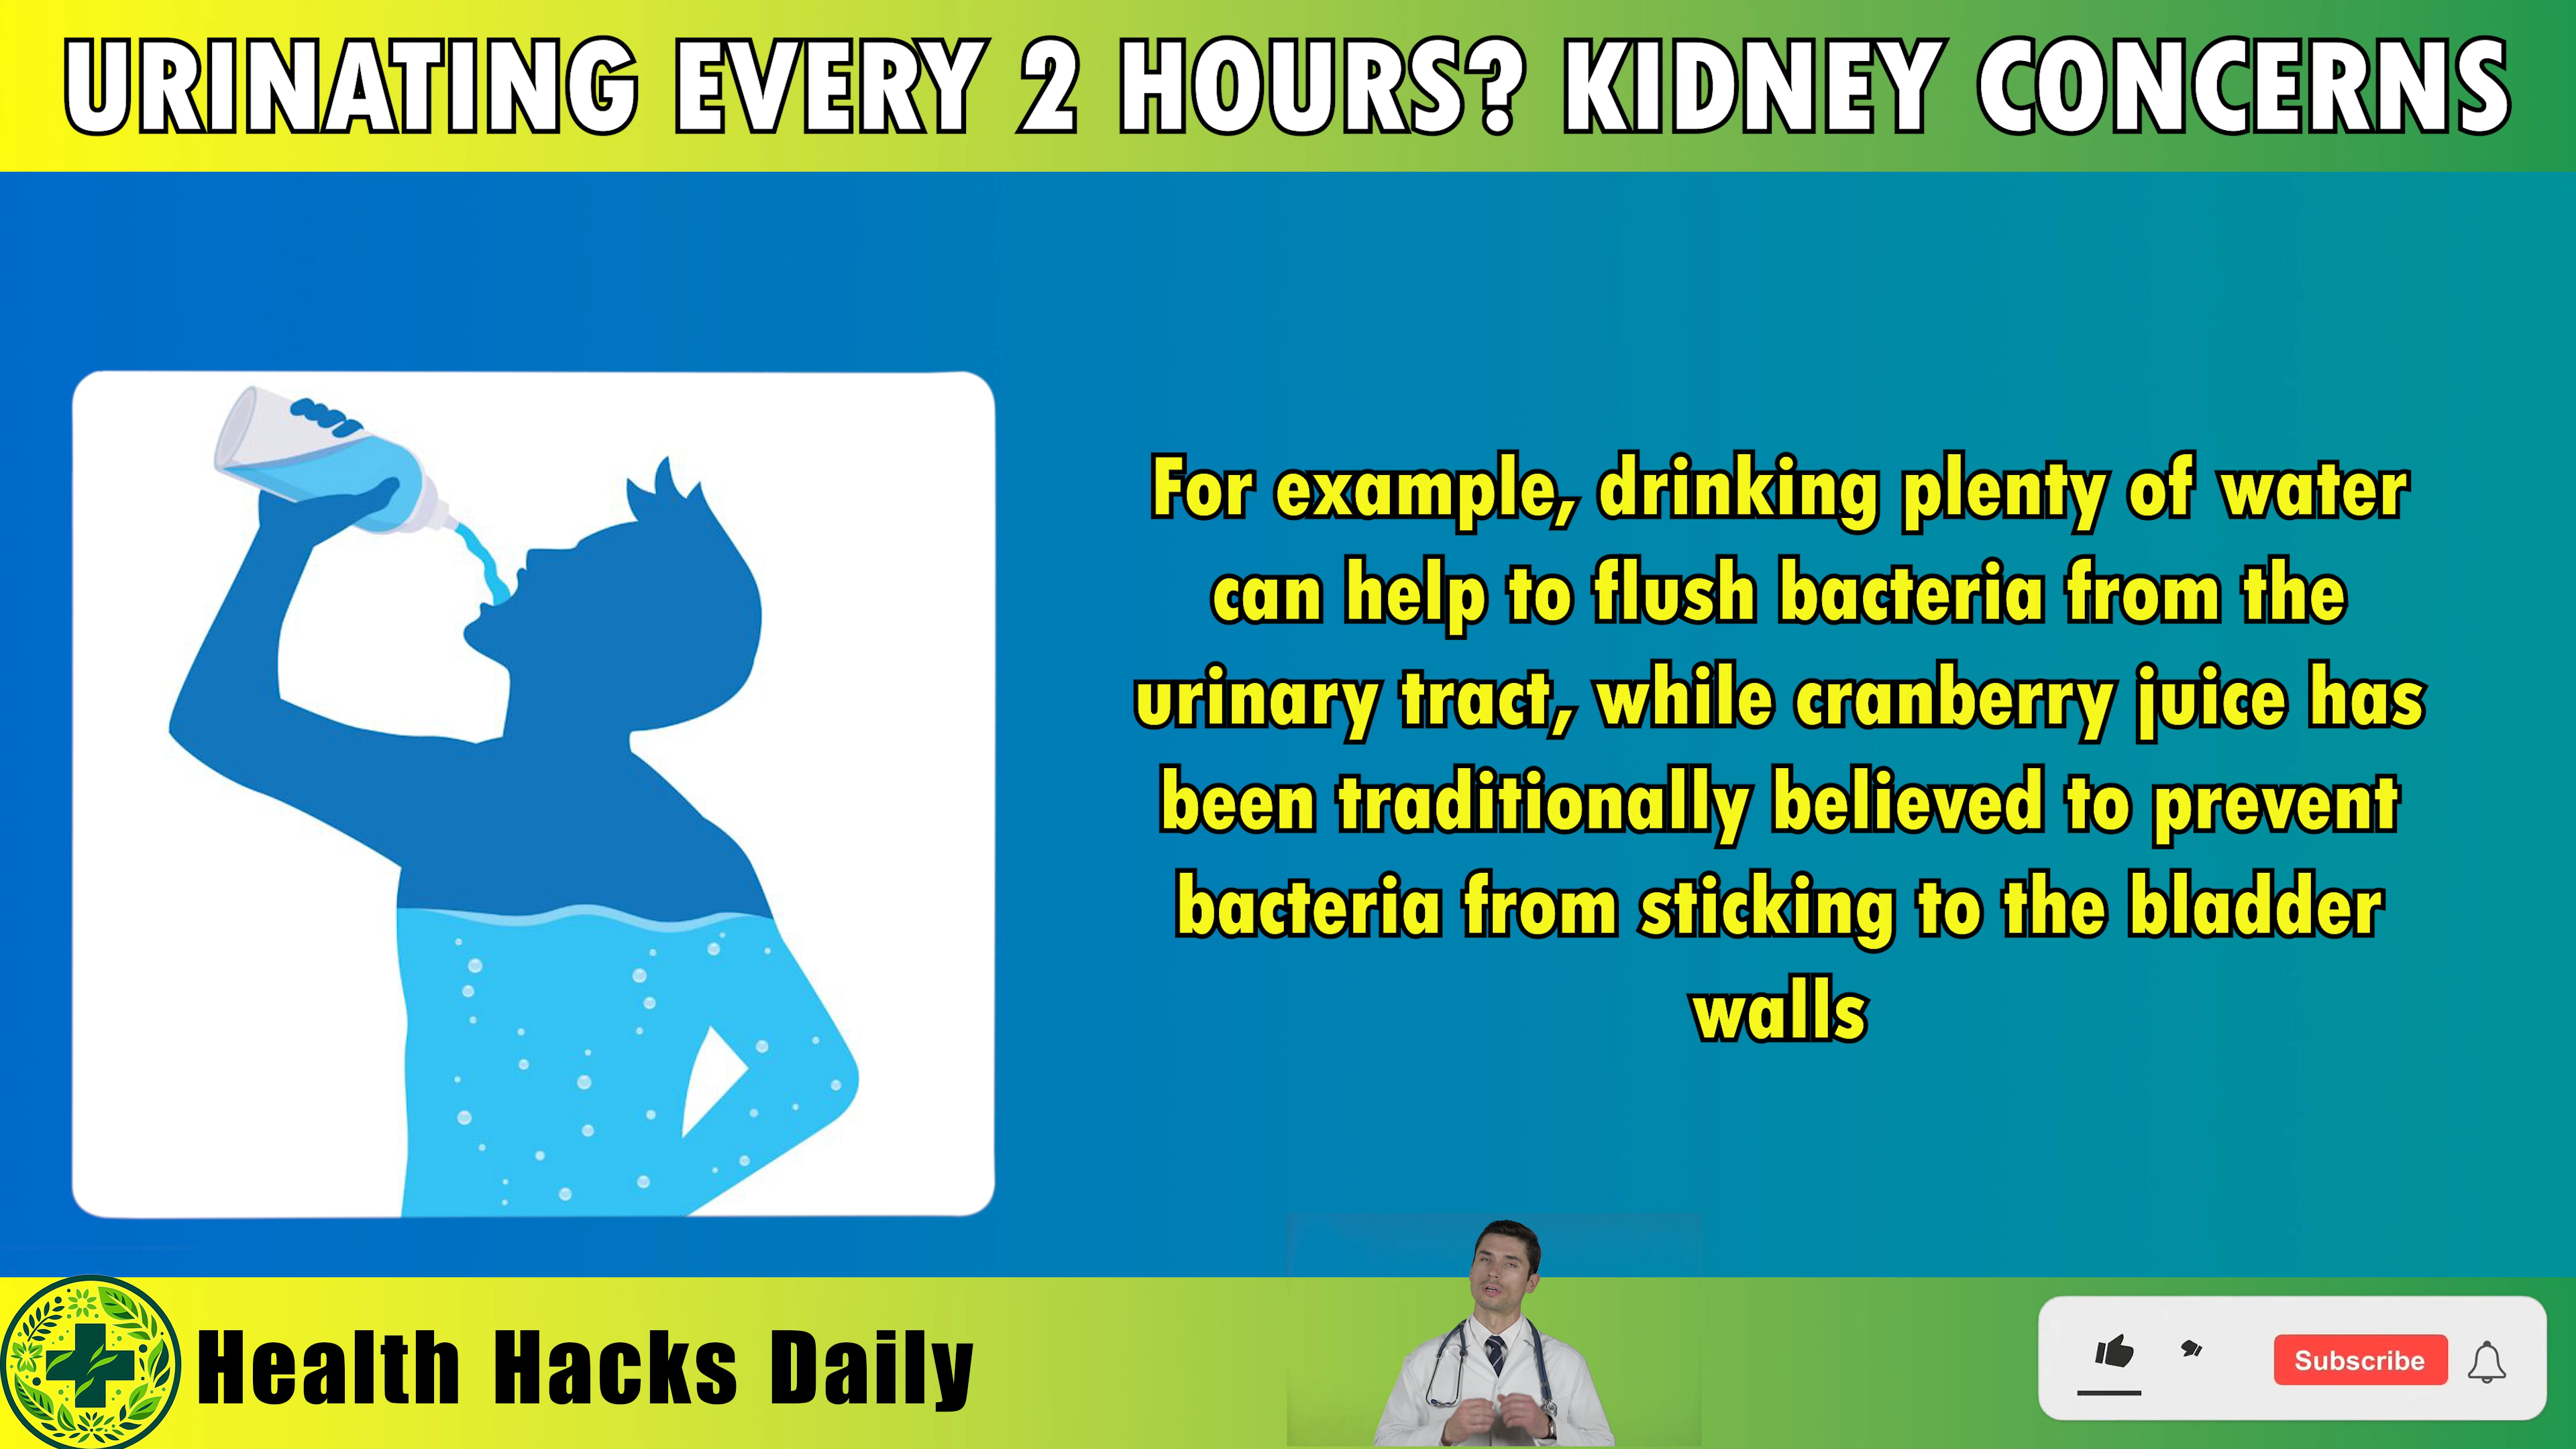 URINATING EVERY 2 HOURS? KIDNEY CONCERNS
For example, drinking plenty of water
can help to flush bacteria from the
urinary tract, while cranberry juice has
been traditionally believed to prevent
bacteria from sticking to the bladder
walls
Health Hacks Daily
Subscribe